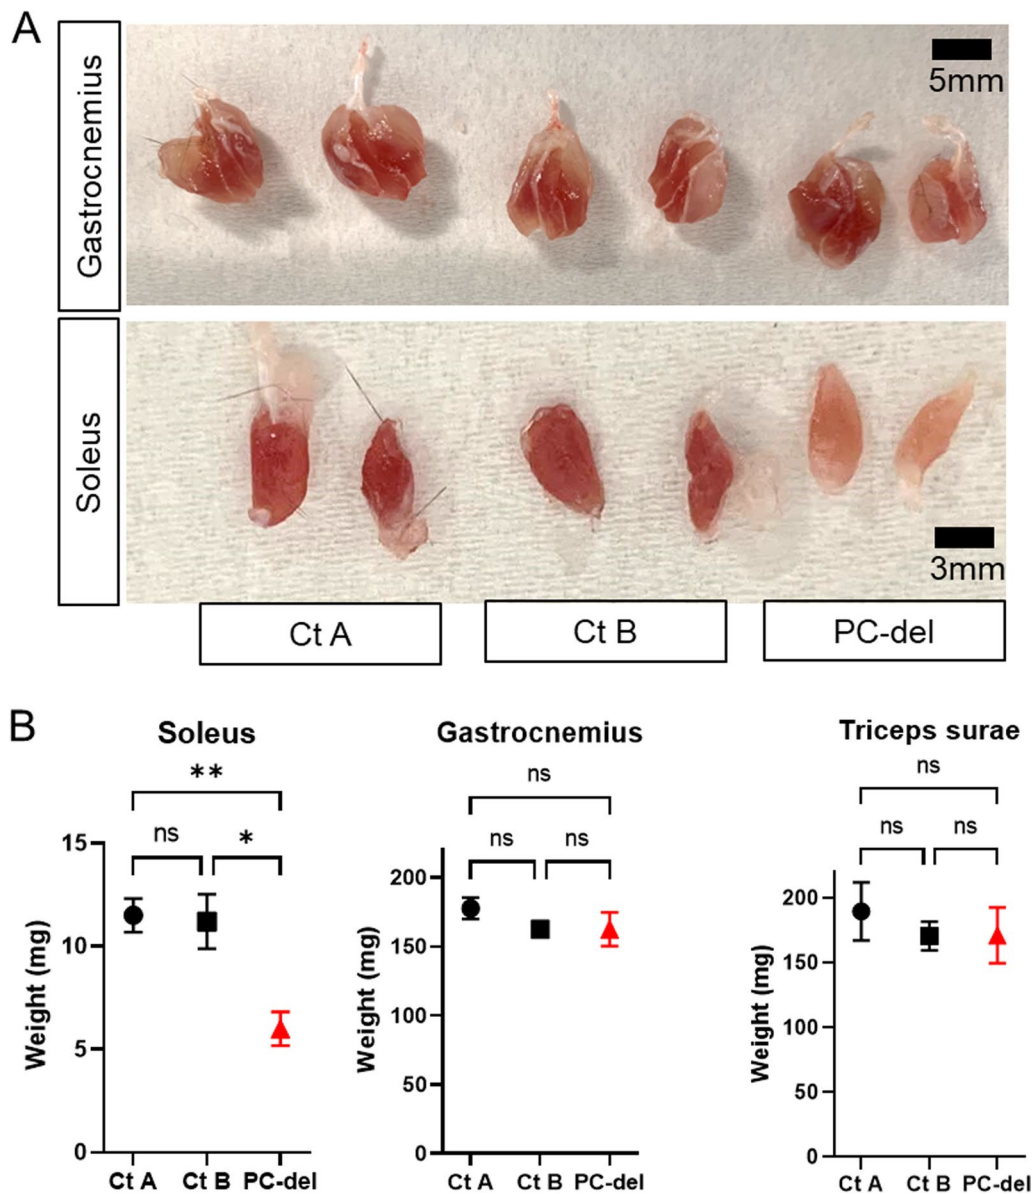 A
Gastrocnemius
5mm
Soleus
3mm
Ct A
Ct B
PC-del
B
Soleus
**
ns
*
15
10
5
0
Weight (mg)
Ct A
Ct B
PC-del
Gastrocnemius
ns
ns
ns
200
150
100
50
0
Weight (mg)
Ct A
Ct B
PC-del
Triceps surae
ns
ns
ns
200
150
100
50
0
Weight (mg)
Ct A
Ct B
PC-del